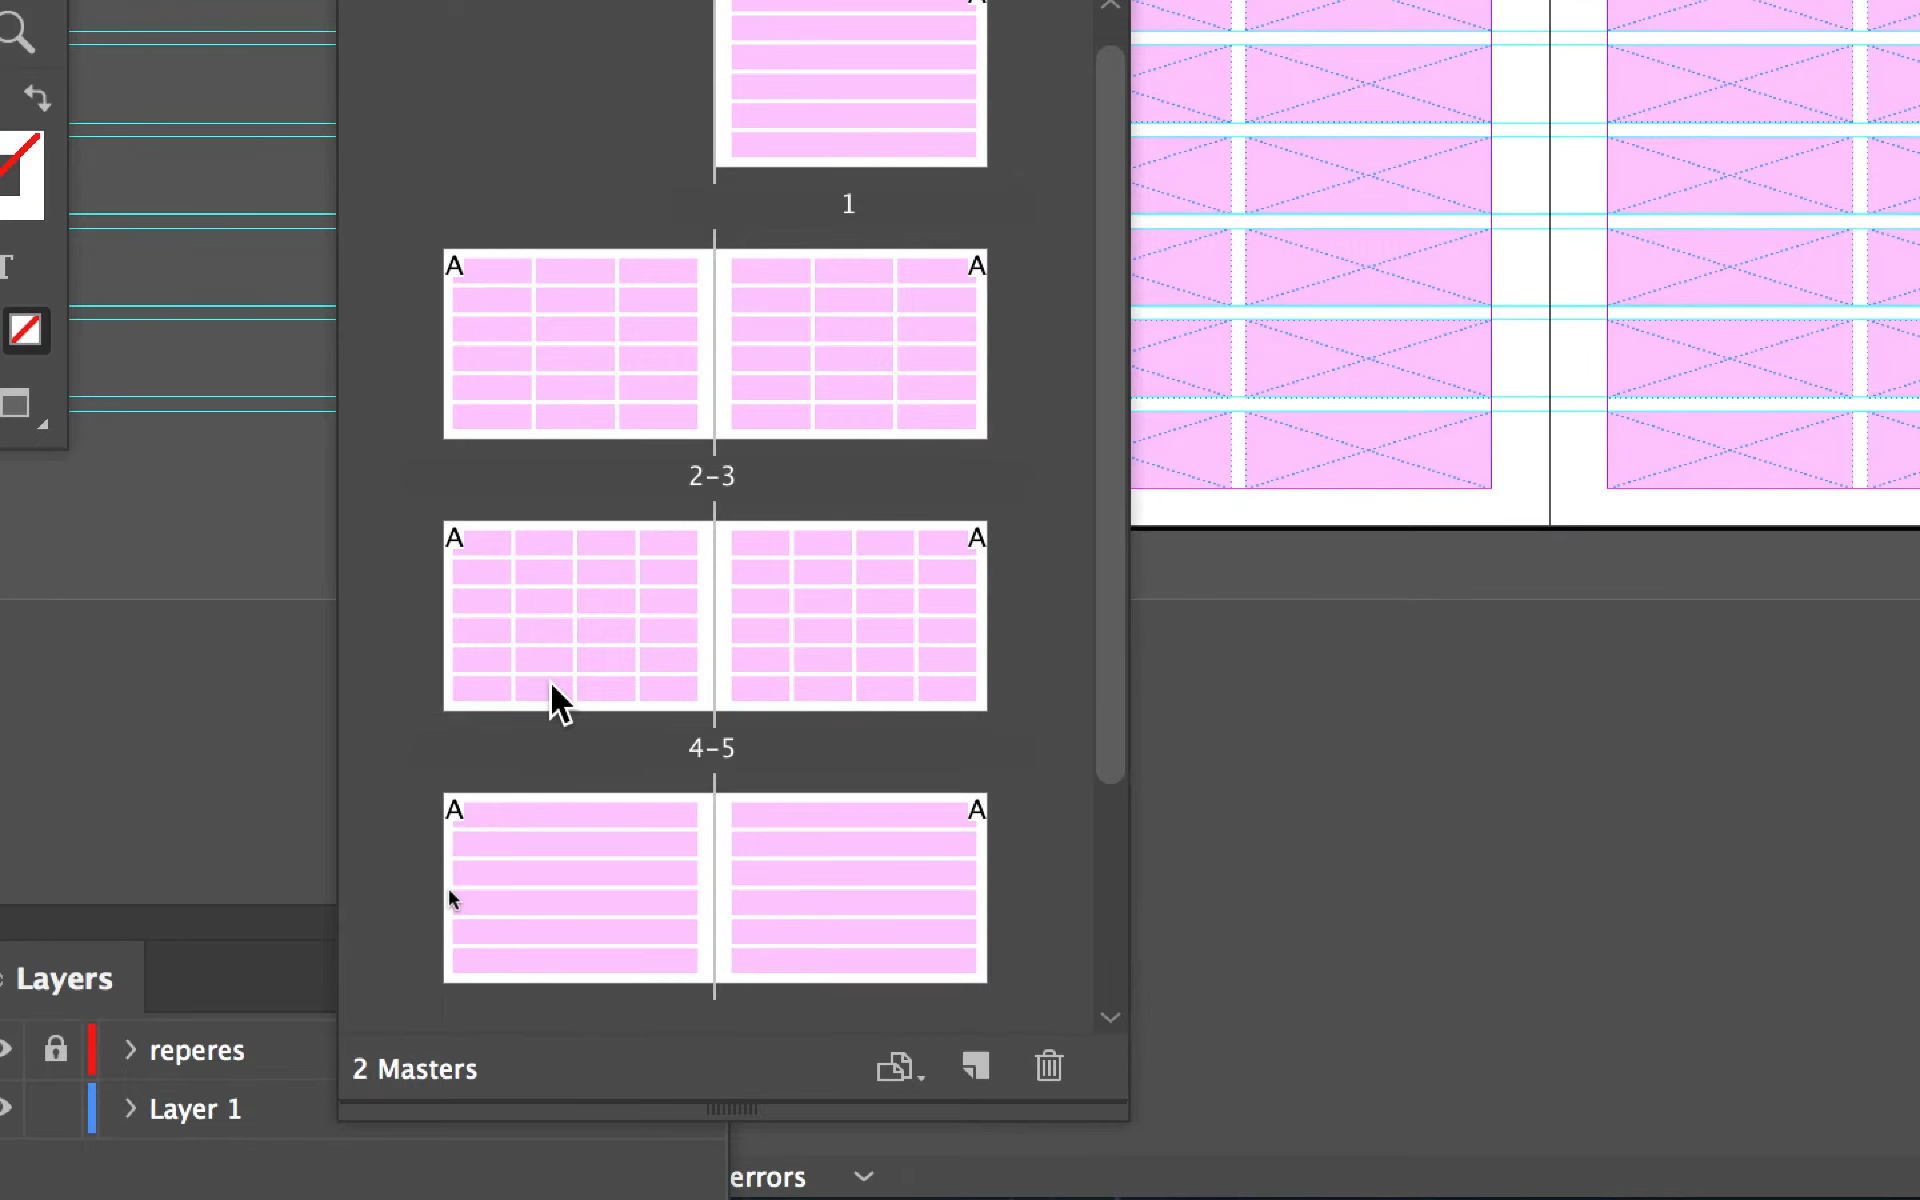 A
1
T
A A
2-3
A A
4-5
A A
Layers
reperes
2 Masters
Layer 1
errors